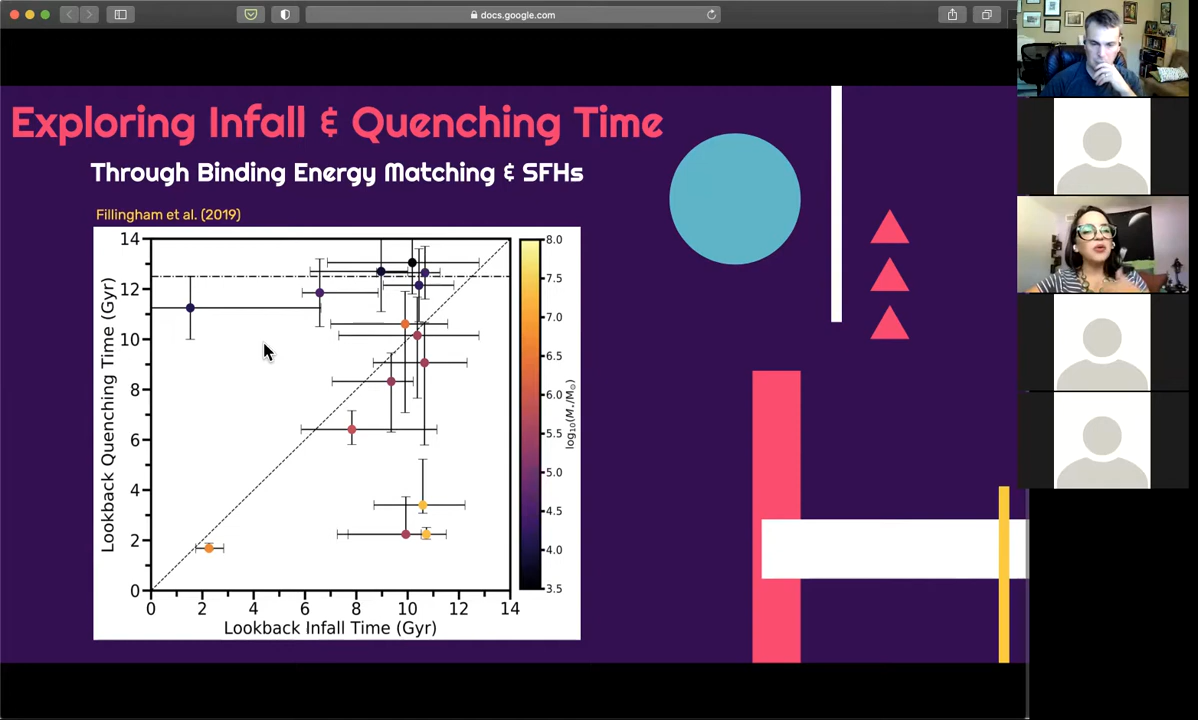 docs.google.com
Exploring Infall & Quenching Time
Through Binding Energy Matching & SFHs
Fillingham et al. (2019)
Lookback Quenching Time (Gyr)
14
12
10
8
6
4
2
0
0 2 4 6 8 10 12 14
Lookback Infall Time (Gyr)
8.0
7.5
7.0
6.5
6.0
5.5
5.0
4.5
4.0
3.5
log₁₀(M⋆/M⊙)